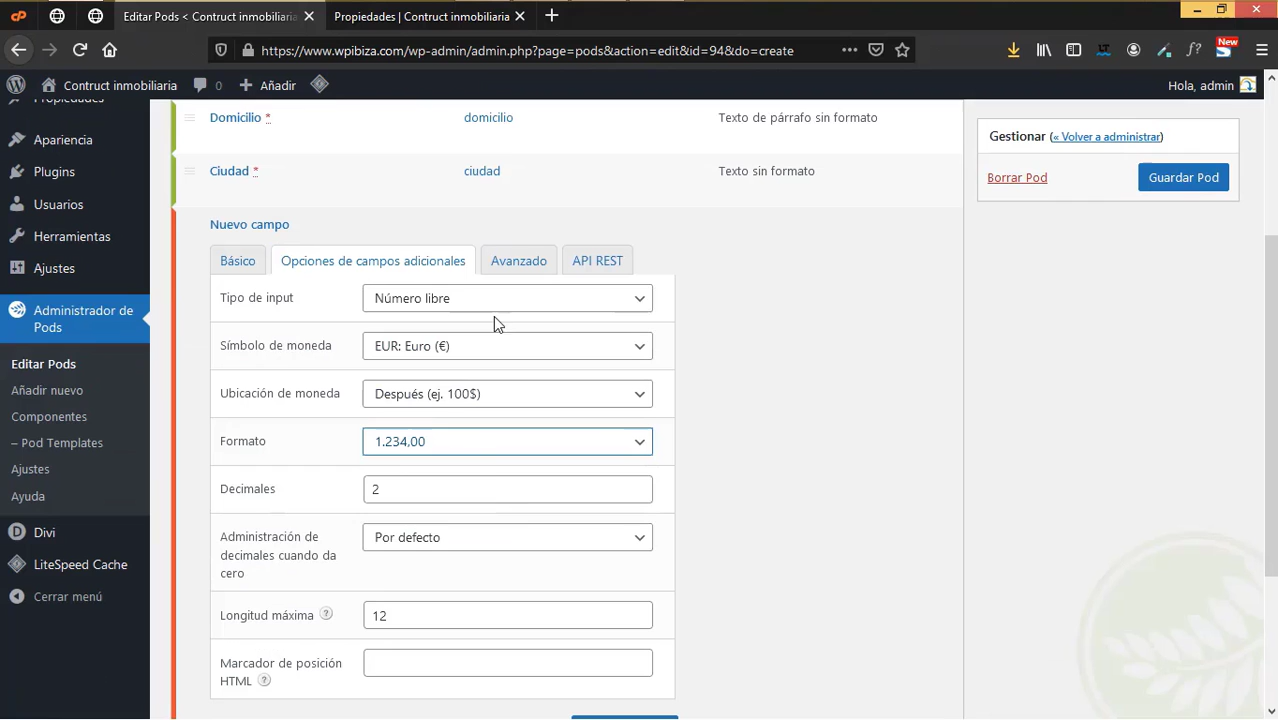 Editar Pods < Contruct inmobiliaria
Propiedades | Contruct inmobiliaria
https://www.wpibiza.com/wp-admin/admin.php?page=pods&action=edit&id=94&do=create
New
Contruct inmobiliaria
0
Añadir
Hola, admin
Propiedades
Apariencia
Plugins
Usuarios
Herramientas
Ajustes
Administrador de
Pods
Editar Pods
Añadir nuevo
Componentes
– Pod Templates
Ajustes
Ayuda
Divi
LiteSpeed Cache
Cerrar menú
Domicilio *
domicilio
Texto de párrafo sin formato
Ciudad *
ciudad
Texto sin formato
Nuevo campo
Básico
Opciones de campos adicionales
Avanzado
API REST
Tipo de input
Número libre
Símbolo de moneda
EUR: Euro (€)
Ubicación de moneda
Después (ej. 100$)
Formato
1.234,00
Decimales
2
Administración de
decimales cuando da
cero
Por defecto
Longitud máxima ?
12
Marcador de posición
HTML ?
Gestionar (« Volver a administrar)
Borrar Pod
Guardar Pod